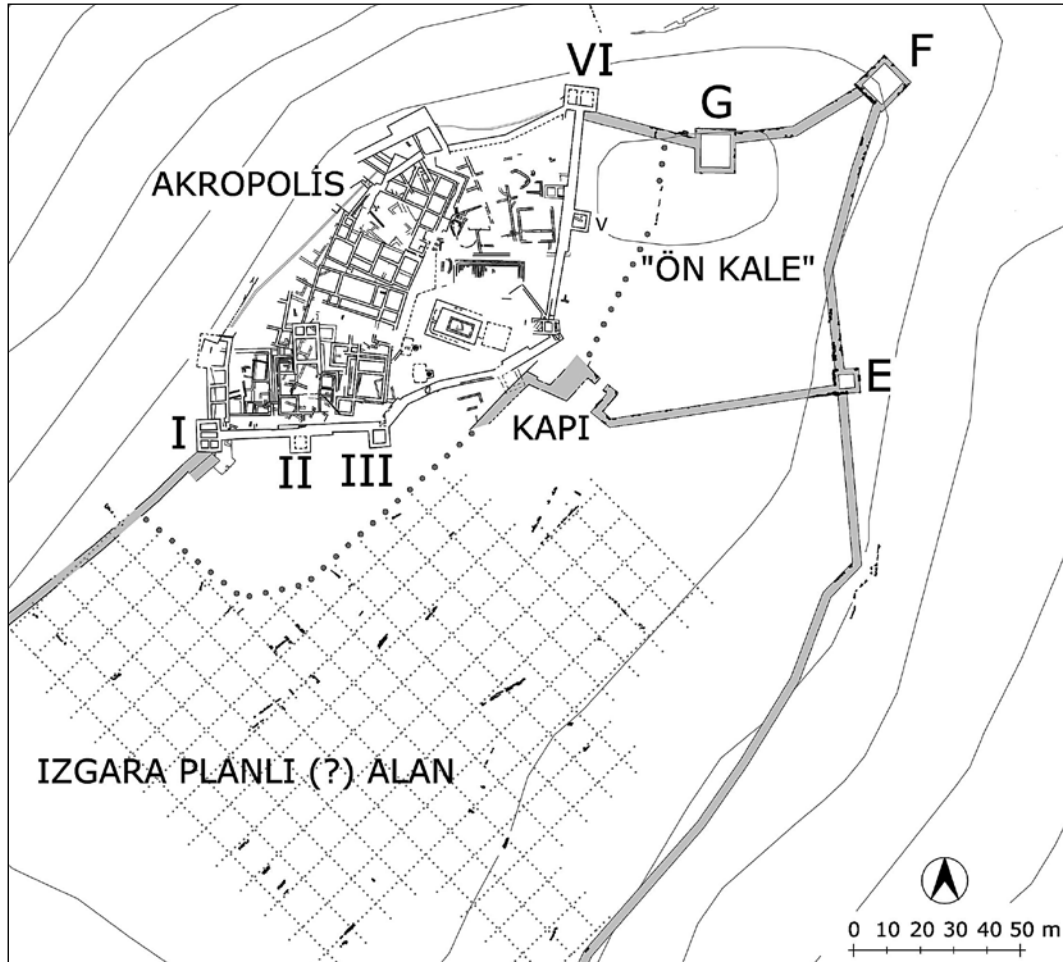 VI
F
G
AKROPOLİS
V
"ÖN KALE"
E
KAPI
I
II
III
IZGARA PLANLI (?) ALAN
0 10 20 30 40 50 m